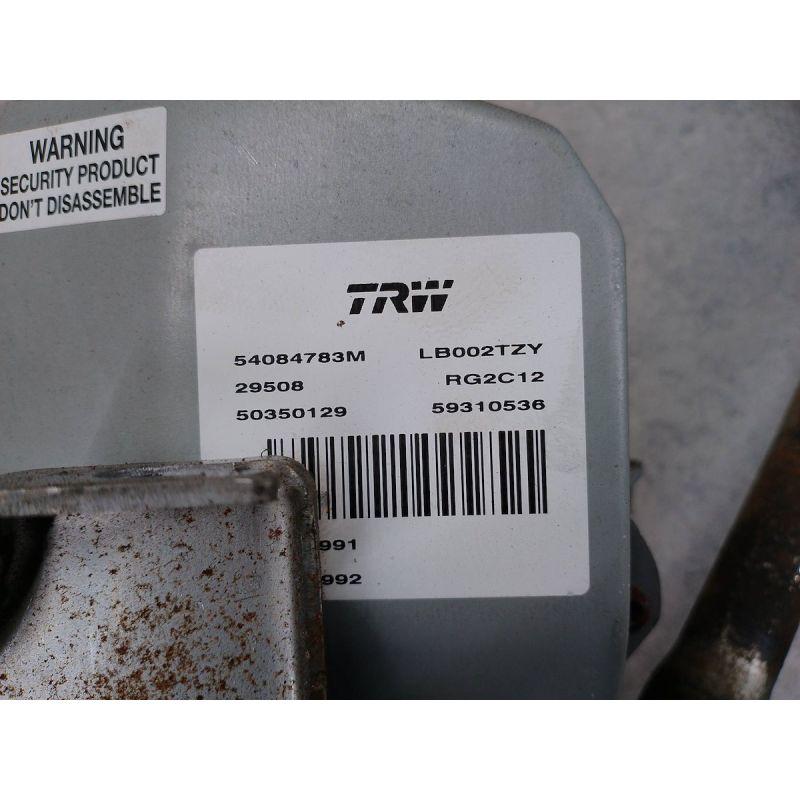 WARNING
SECURITY PRODUCT
DON'T DISASSEMBLE
TRW
54084783M LB002TZY
29508 RG2C12
50350129 59310536
991
992